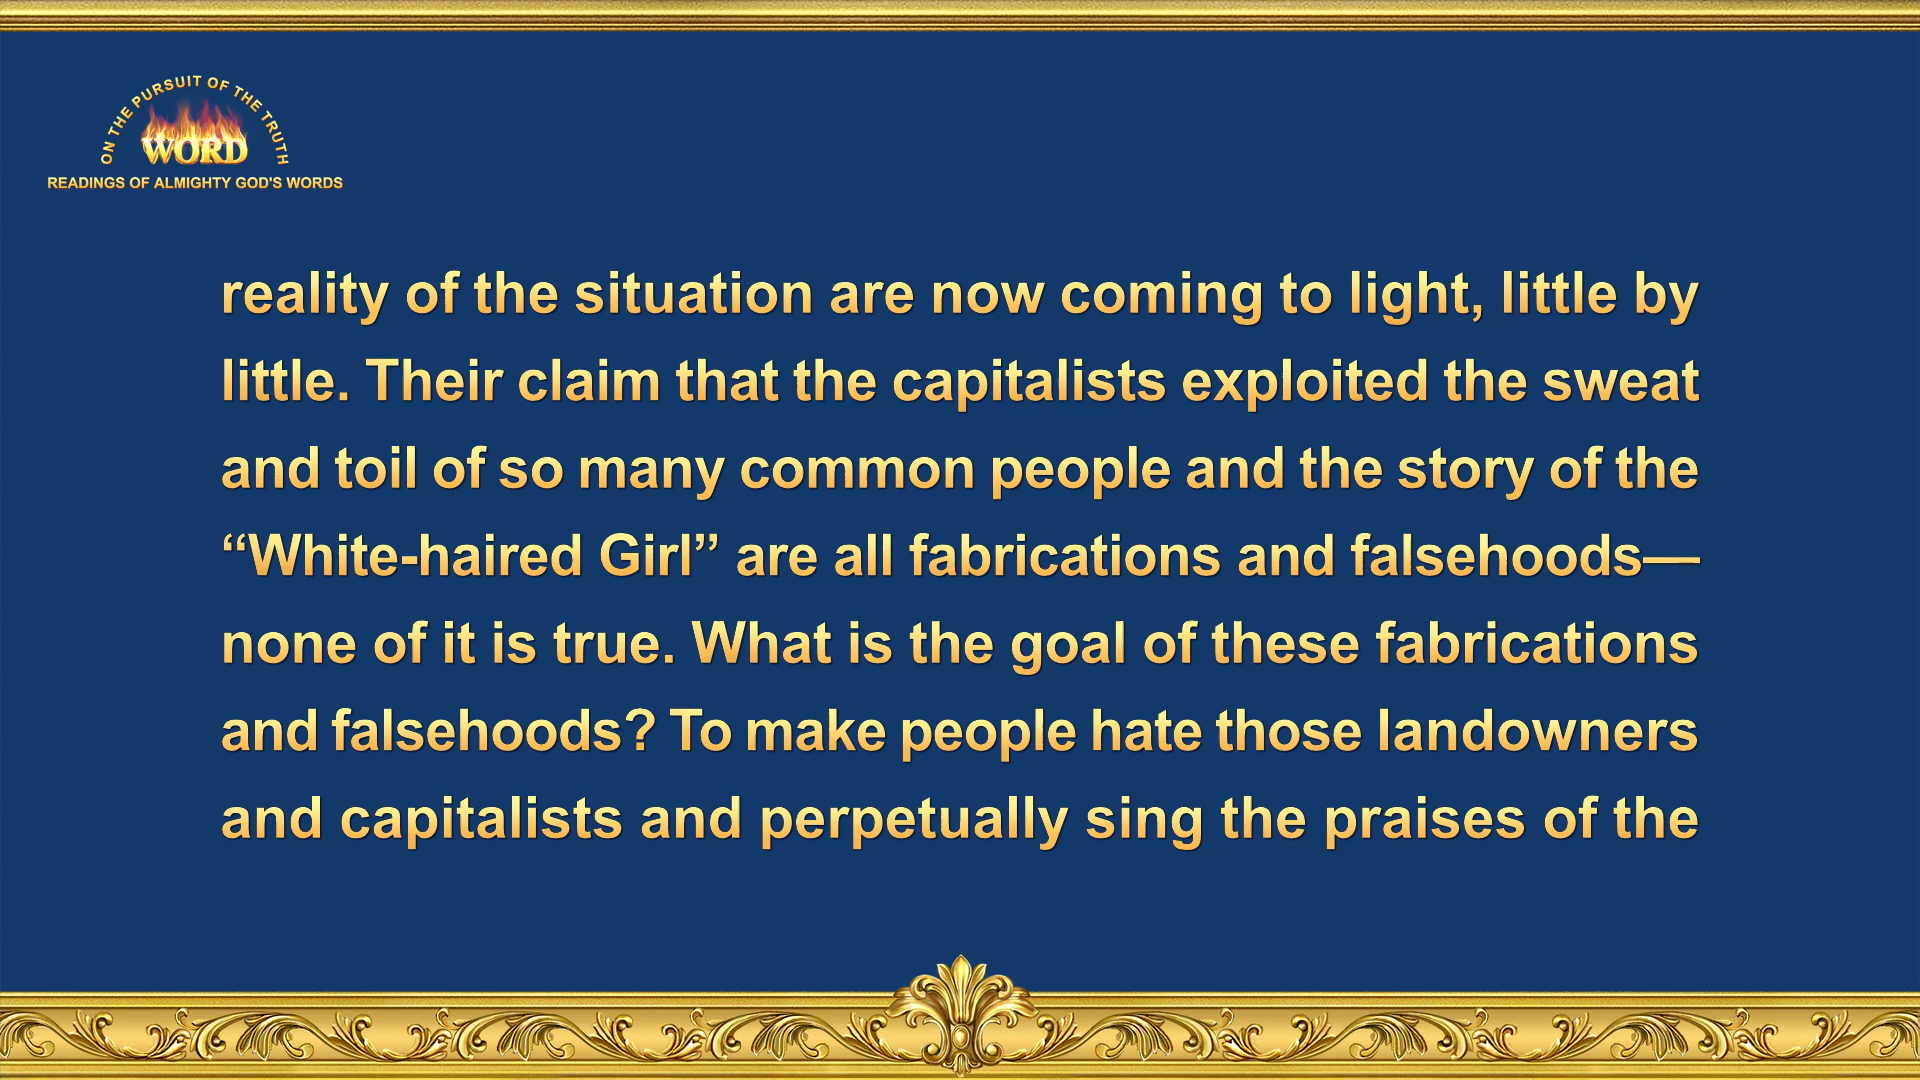 ON THE PURSUIT OF THE TRUTH
WORD
READINGS OF ALMIGHTY GOD'S WORDS
reality of the situation are now coming to light, little by
little. Their claim that the capitalists exploited the sweat
and toil of so many common people and the story of the
“White-haired Girl” are all fabrications and falsehoods—
none of it is true. What is the goal of these fabrications
and falsehoods? To make people hate those landowners
and capitalists and perpetually sing the praises of the